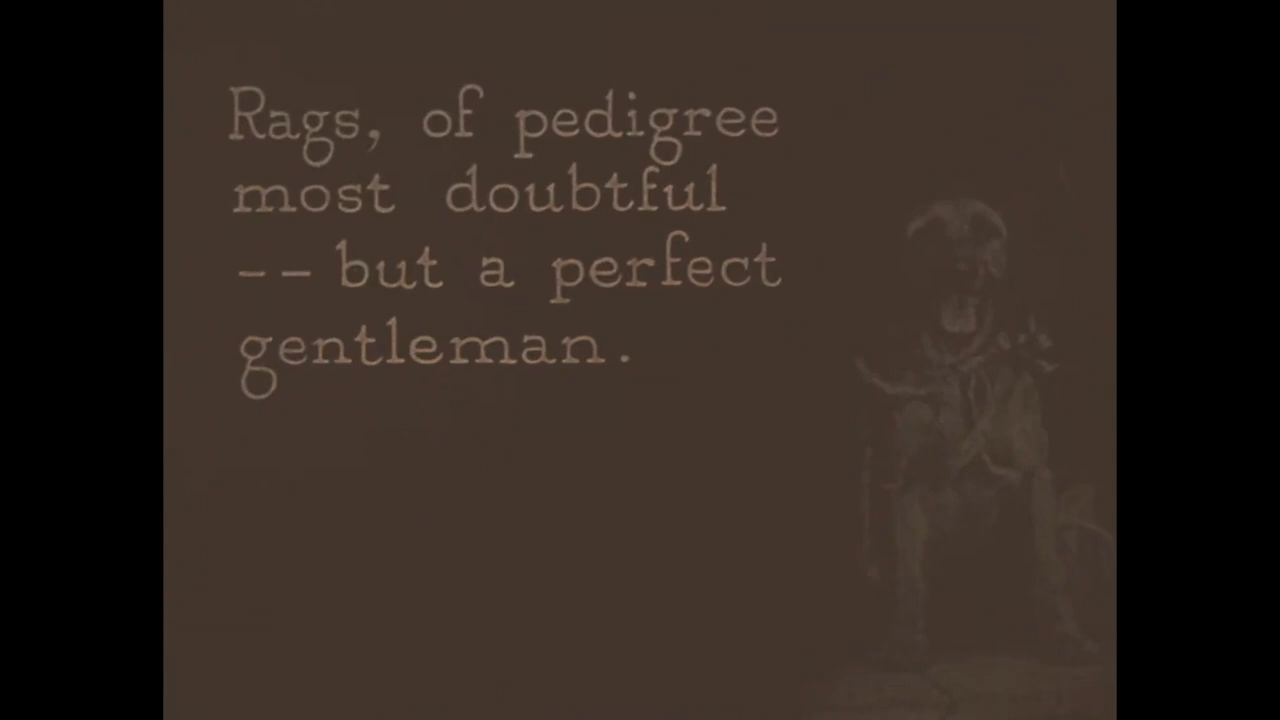 Rags, of pedigree
most doubtful
-- but a perfect
gentleman.